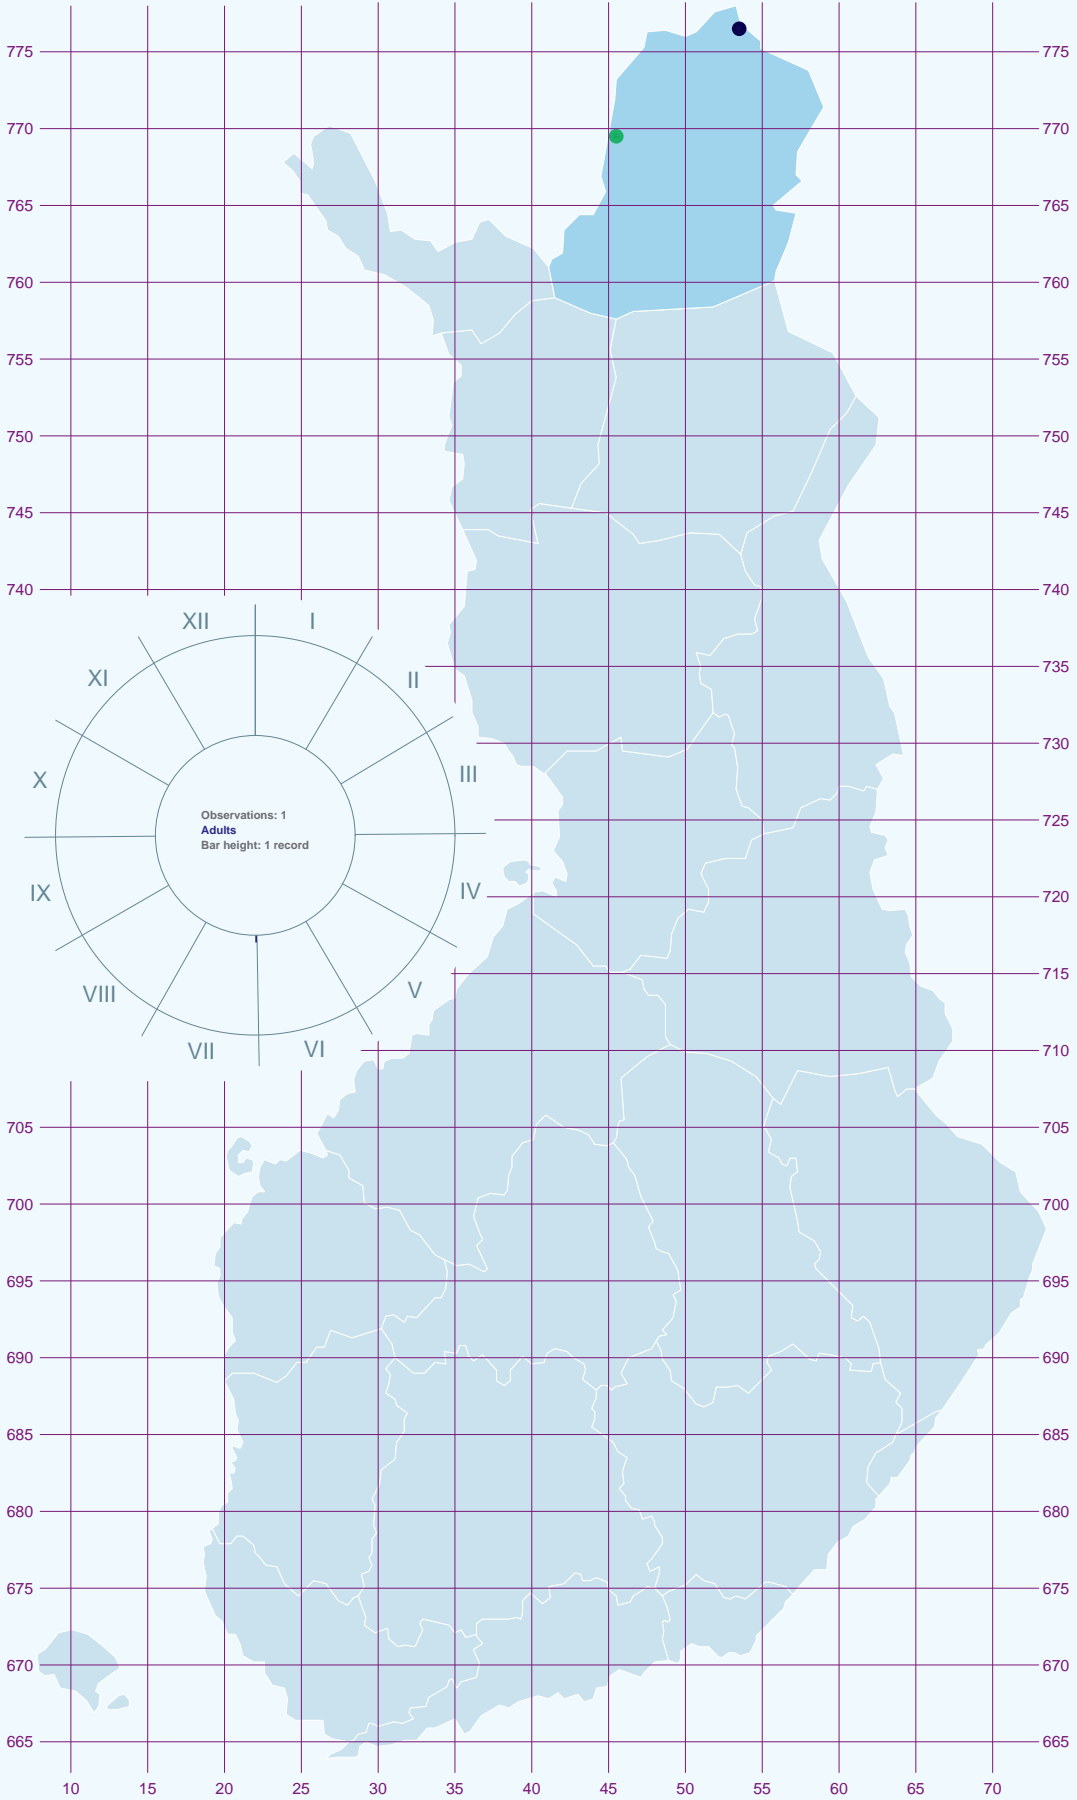 775 775
770 770
765 765
760 760
755 755
750 750
745 745
740 740
XII I
735
XI II
730
X III
Observations: 1
Adults
Bar height: 1 record
725
IX IV
720
VIII V
715
VII VI
710
705 705
700 700
695 695
690 690
685 685
680 680
675 675
670 670
665 665
10 15 20 25 30 35 40 45 50 55 60 65 70